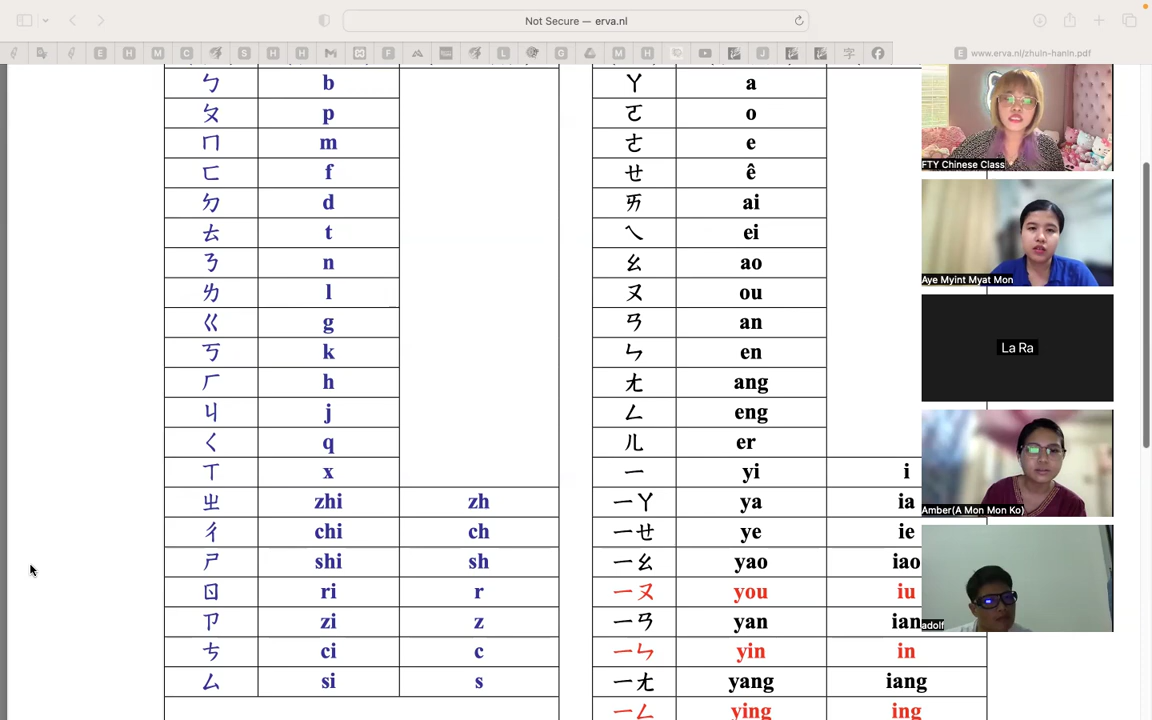 Not Secure — erva.nl
www.erva.nl/zhuin-hanin.pdf
ㄅ b ㄚ a
ㄆ p ㄛ o
ㄇ m ㄜ e
ㄈ f ㄝ ê
ㄉ d ㄞ ai
ㄊ t ㄟ ei
ㄋ n ㄠ ao
ㄌ l ㄡ ou
ㄍ g ㄢ an
ㄎ k ㄣ en
ㄏ h ㄤ ang
ㄐ j ㄥ eng
ㄑ q ㄦ er
ㄒ x ㄧ yi i
ㄓ zhi zh ㄧㄚ ya ia
ㄔ chi ch ㄧㄝ ye ie
ㄕ shi sh ㄧㄠ yao iao
ㄖ ri r ㄧㄡ you iu
ㄗ zi z ㄧㄢ yan ian
ㄘ ci c ㄧㄣ yin in
ㄙ si s ㄧㄤ yang iang
ㄧㄥ ying ing
FTY Chinese Class
Aye Myint Myat Mon
La Ra
Amber(A Mon Mon Ko)
adolf